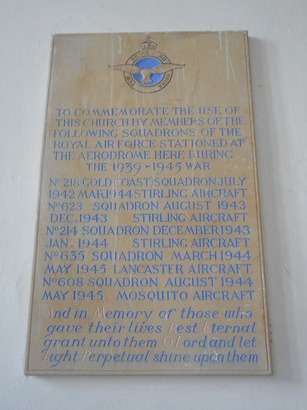 TO COMMEMORATE THE USE OF
THIS CHURCH BY MEMBERS OF THE
FOLLOWING SQUADRONS OF THE
ROYAL AIR FORCE STATIONED AT
THE AERODROME HERE DURING
THE 1939-1945 WAR
No 218 GOLD COAST SQUADRON JULY
1942 MAR 1944 STIRLING AIRCRAFT
No 623 SQUADRON AUGUST 1943
DEC. 1943 STIRLING AIRCRAFT
No 214 SQUADRON DECEMBER 1943
JAN. 1944 STIRLING AIRCRAFT
No 635 SQUADRON MARCH 1944
MAY 1945 LANCASTER AIRCRAFT
No 608 SQUADRON AUGUST 1944
MAY 1945 MOSQUITO AIRCRAFT
And in Memory of those who
gave their lives Rest Eternal
grant unto them O Lord and let
Light Perpetual shine upon them